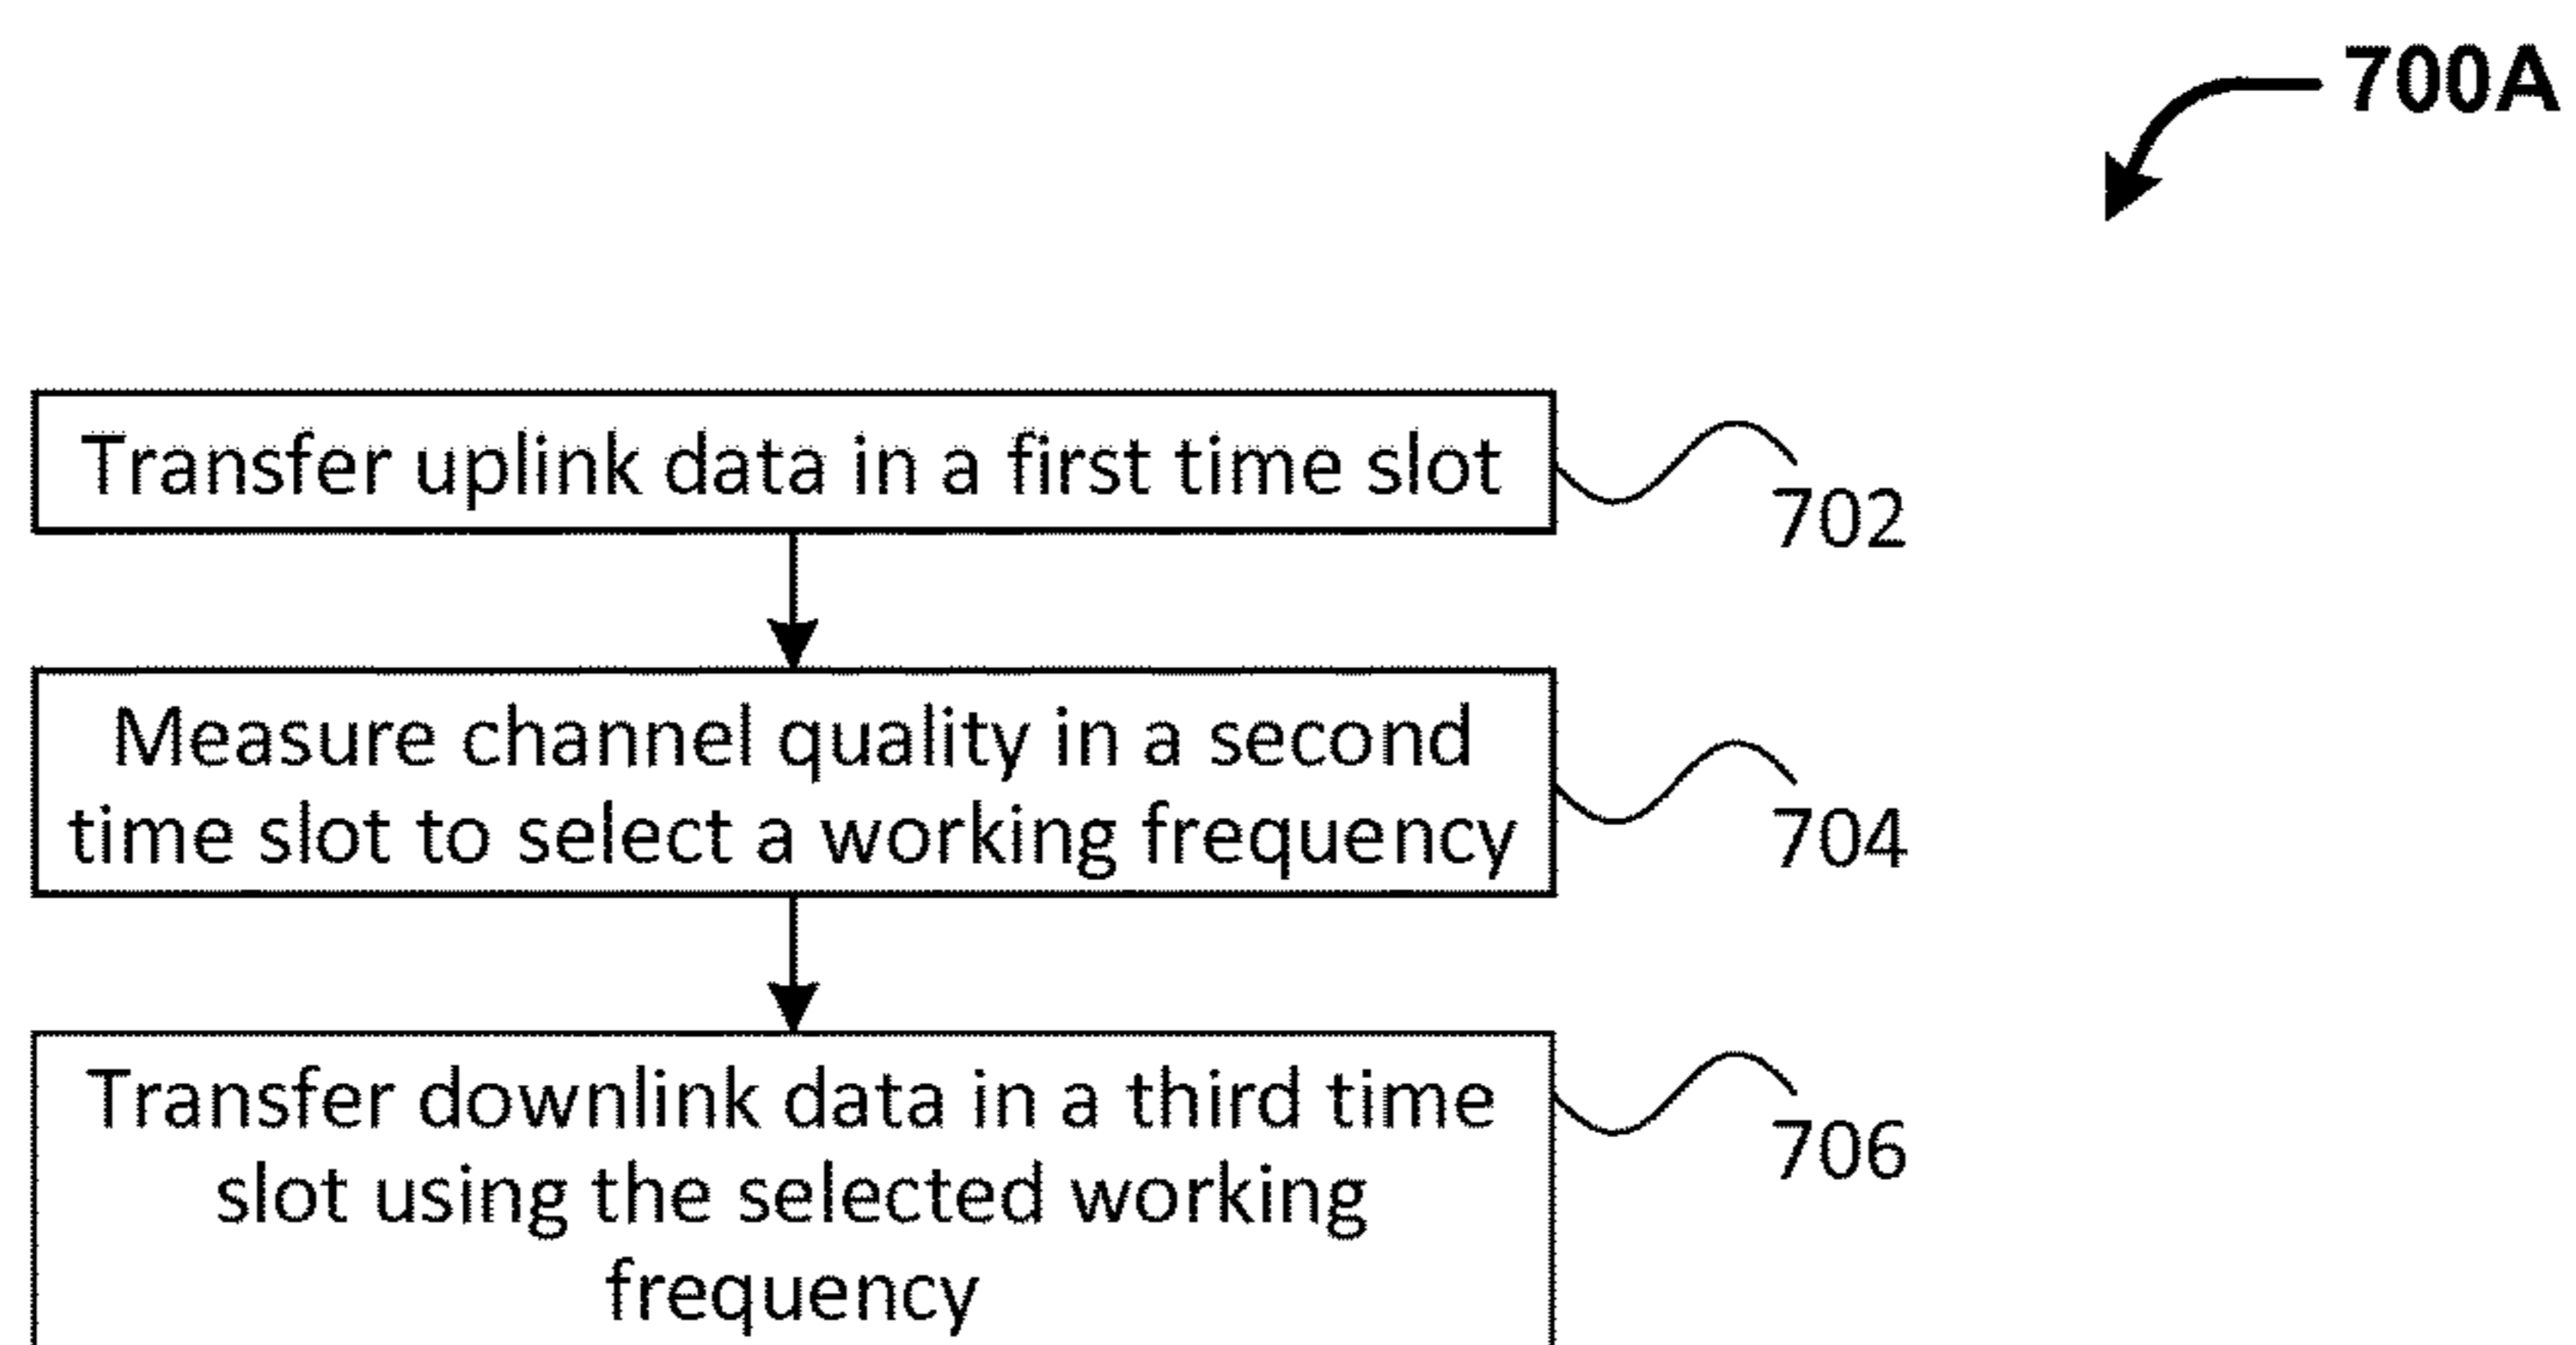 700A
Transfer uplink data in a first time slot
702
Measure channel quality in a second
time slot to select a working frequency
704
Transfer downlink data in a third time
slot using the selected working
frequency
706